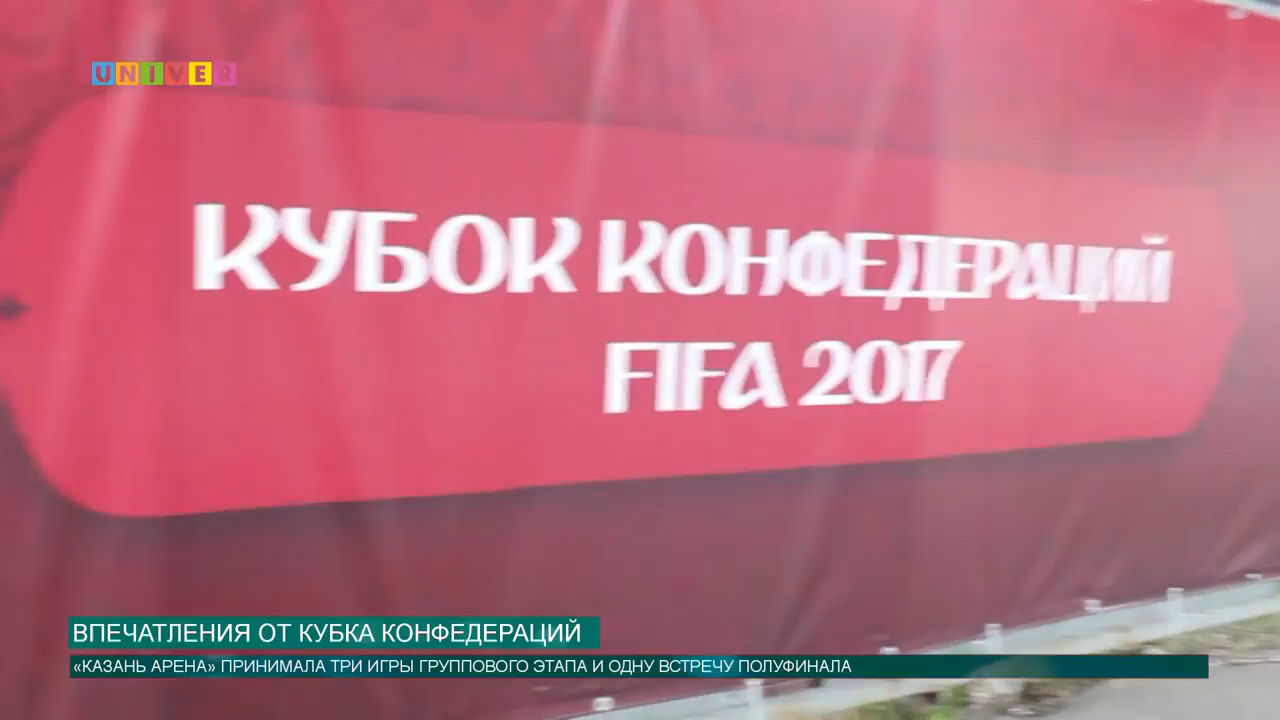 UNIVER
КУБОК КОНФЕДЕРАЦИЙ
FIFA 2017
ВПЕЧАТЛЕНИЯ ОТ КУБКА КОНФЕДЕРАЦИЙ
«КАЗАНЬ АРЕНА» ПРИНИМАЛА ТРИ ИГРЫ ГРУППОВОГО ЭТАПА И ОДНУ ВСТРЕЧУ ПОЛУФИНАЛА